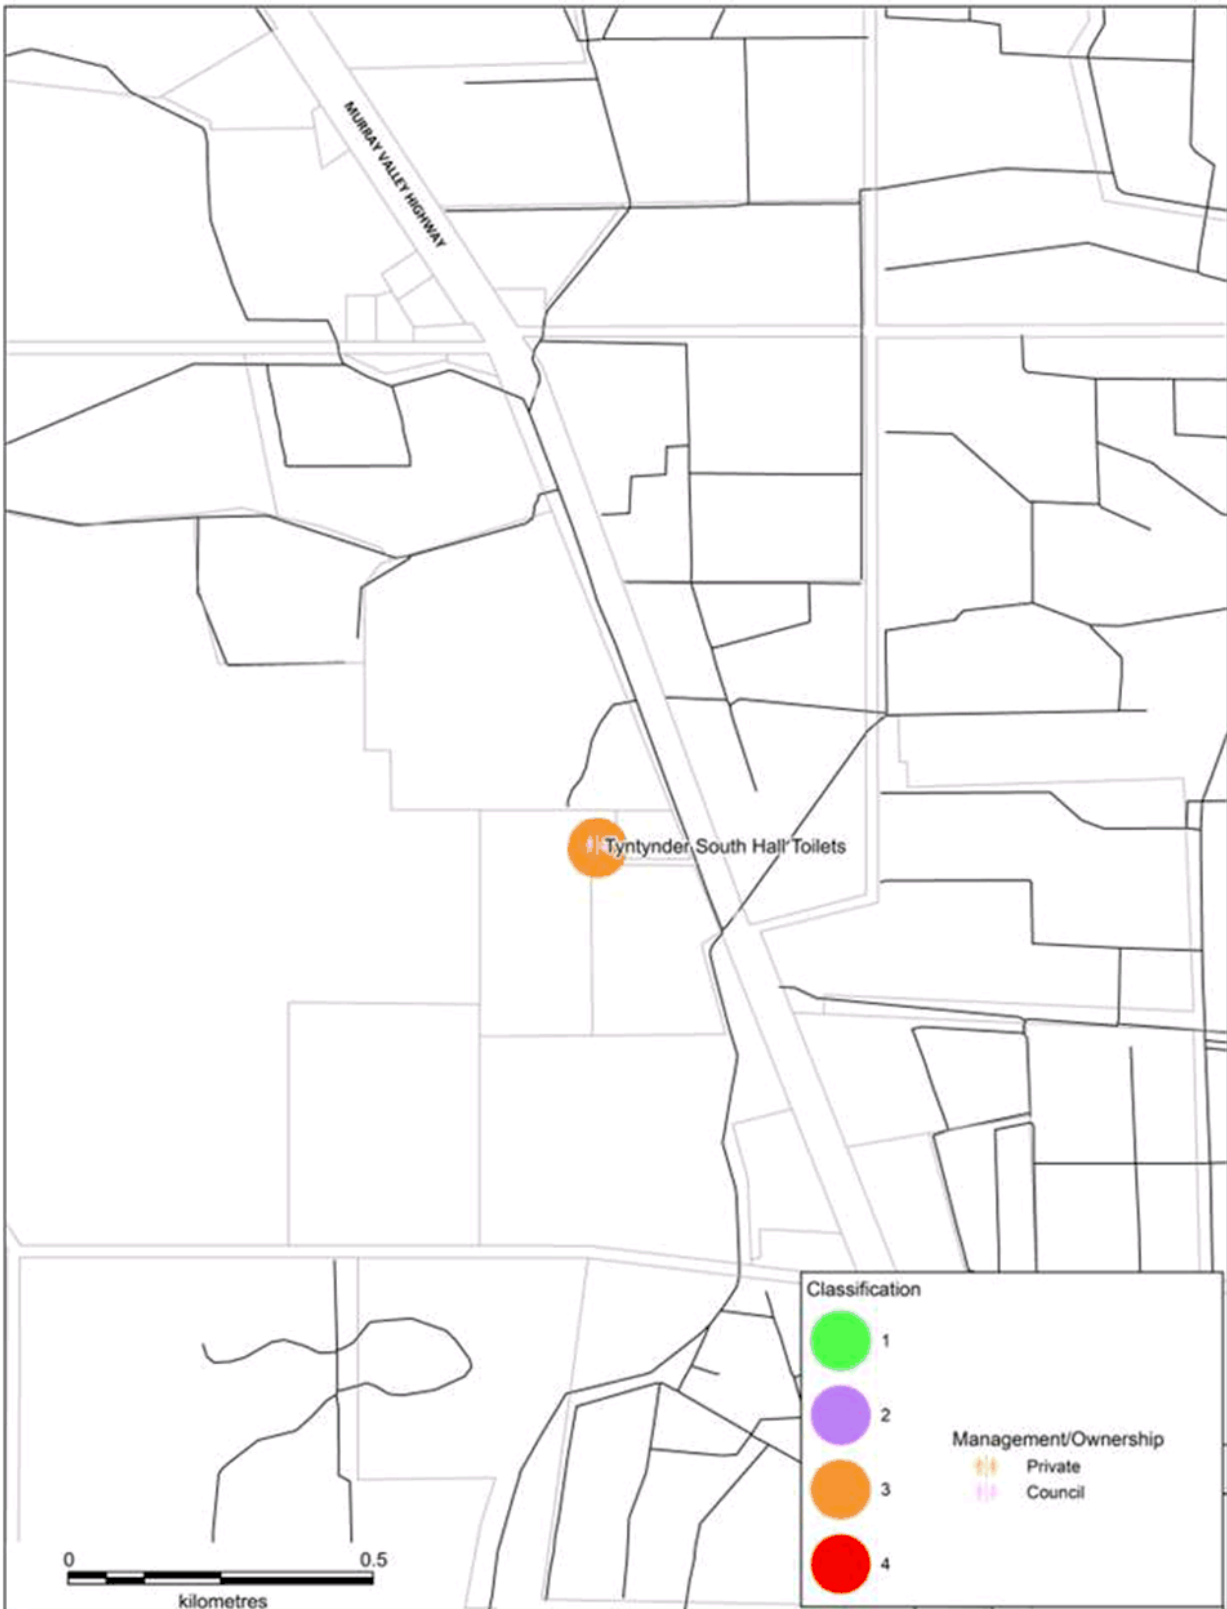 MURRAY VALLEY HIGHWAY
Tyntynder South Hall Toilets
Classification
1
2
3
4
Management/Ownership
Private
Council
0 0.5
kilometres